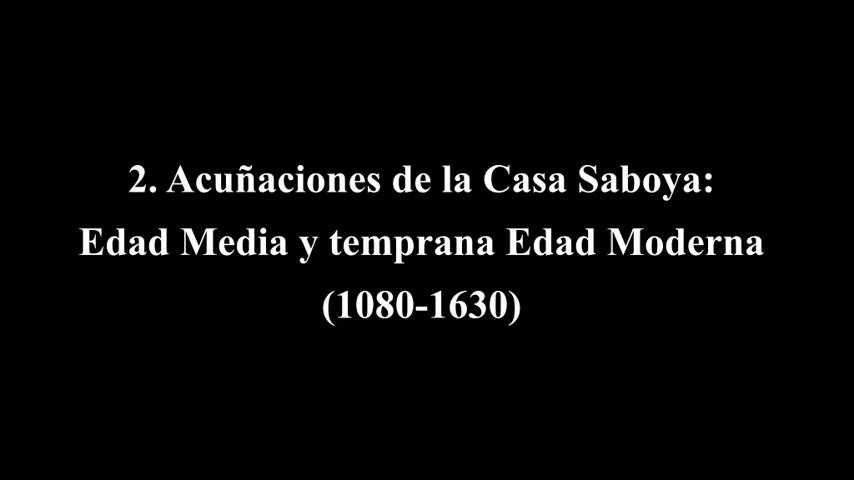 2. Acuñaciones de la Casa Saboya:
Edad Media y temprana Edad Moderna
(1080-1630)